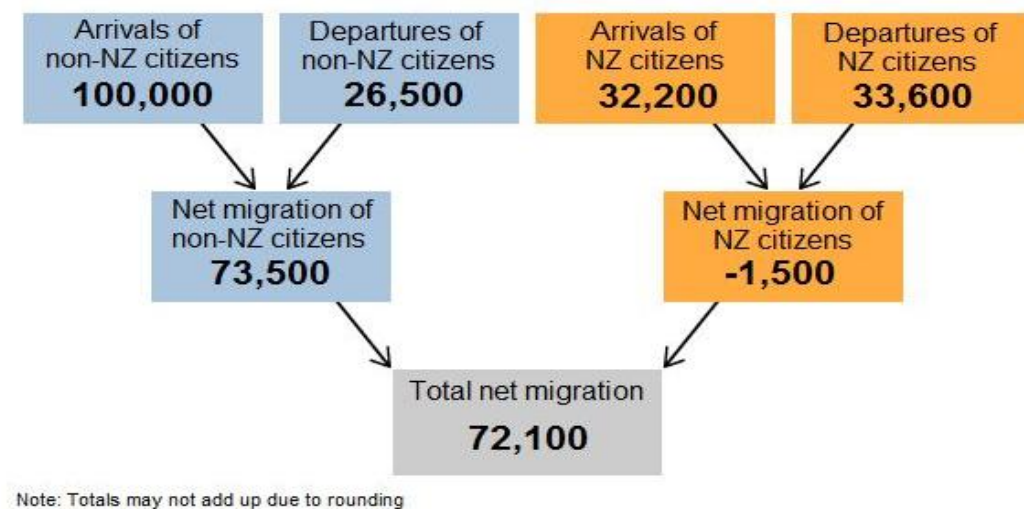 Arrivals of
non-NZ citizens
100,000
Departures of
non-NZ citizens
26,500
Arrivals of
NZ citizens
32,200
Departures of
NZ citizens
33,600
Net migration of
non-NZ citizens
73,500
Net migration of
NZ citizens
-1,500
Total net migration
72,100
Note: Totals may not add up due to rounding